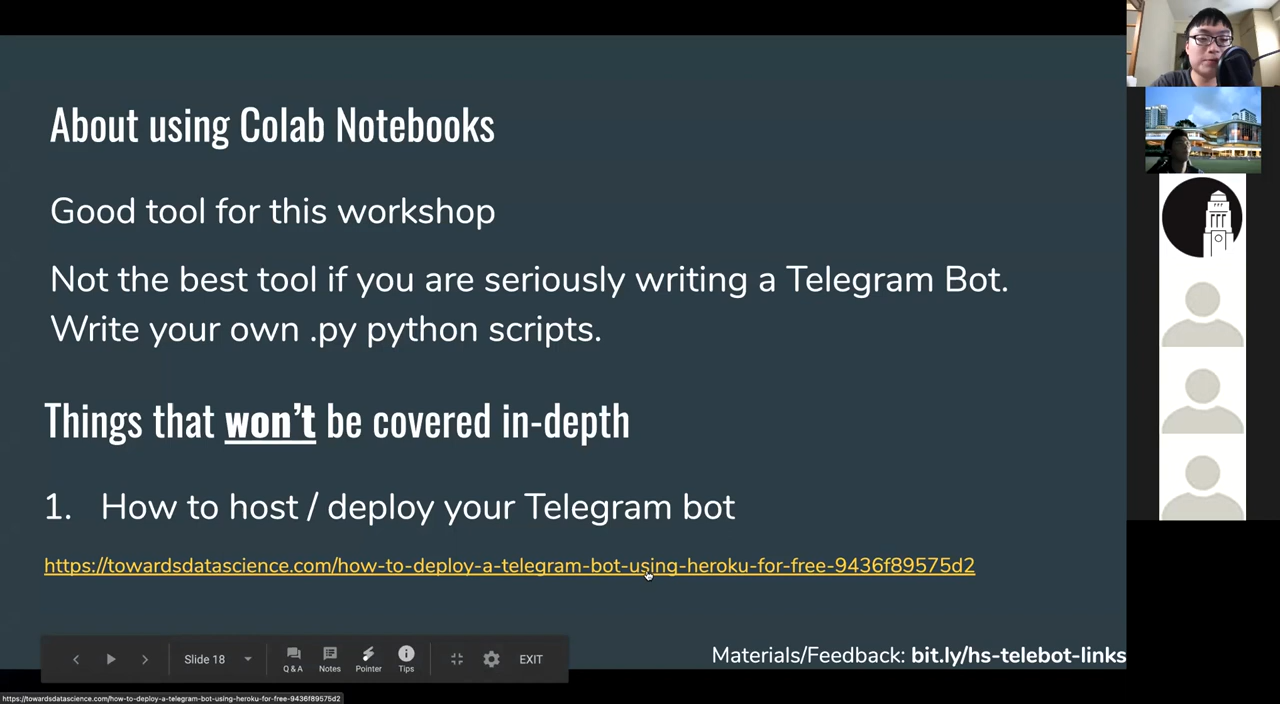 About using Colab Notebooks
Good tool for this workshop
Not the best tool if you are seriously writing a Telegram Bot.
Write your own .py python scripts.
Things that won't be covered in-depth
1. How to host / deploy your Telegram bot
https://towardsdatascience.com/how-to-deploy-a-telegram-bot-using-heroku-for-free-9436f89575d2
Slide 18
Q & A
Notes
Pointer
Tips
EXIT
Materials/Feedback: bit.ly/hs-telebot-links
https://towardsdatascience.com/how-to-deploy-a-telegram-bot-using-heroku-for-free-9436f89575d2